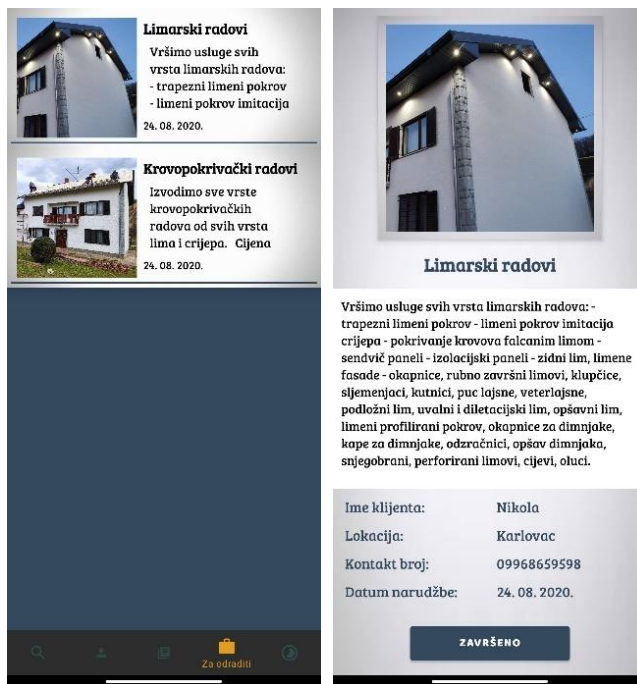 Limarski radovi
Vršimo usluge svih
vrsta limarskih radova:
- trapezni limeni pokrov
- limeni pokrov imitacija
24. 08. 2020.
Krovopokrivački radovi
Izvodimo sve vrste
krovopokrivačkih
radova od svih vrsta
lima i crijepa. Cijena
24. 08. 2020.
Za odraditi
Limarski radovi
Vršimo usluge svih vrsta limarskih radova: -
trapezni limeni pokrov - limeni pokrov imitacija
crijepa - pokrivanje krovova falcanim limom -
sendvič paneli - izolacijski paneli - zidni lim, limene
fasade - okapnice, rubno završni limovi, klupčice,
sljemenjaci, kutnici, puc lajsne, veterlajsne,
podložni lim, uvalni i diletacijski lim, opšavni lim,
limeni profilirani pokrov, okapnice za dimnjake,
kape za dimnjake, odzračnici, opšav dimnjaka,
snjegobrani, perforirani limovi, cijevi, oluci.
Ime klijenta: Nikola
Lokacija: Karlovac
Kontakt broj: 09968659598
Datum narudžbe: 24. 08. 2020.
ZAVRŠENO